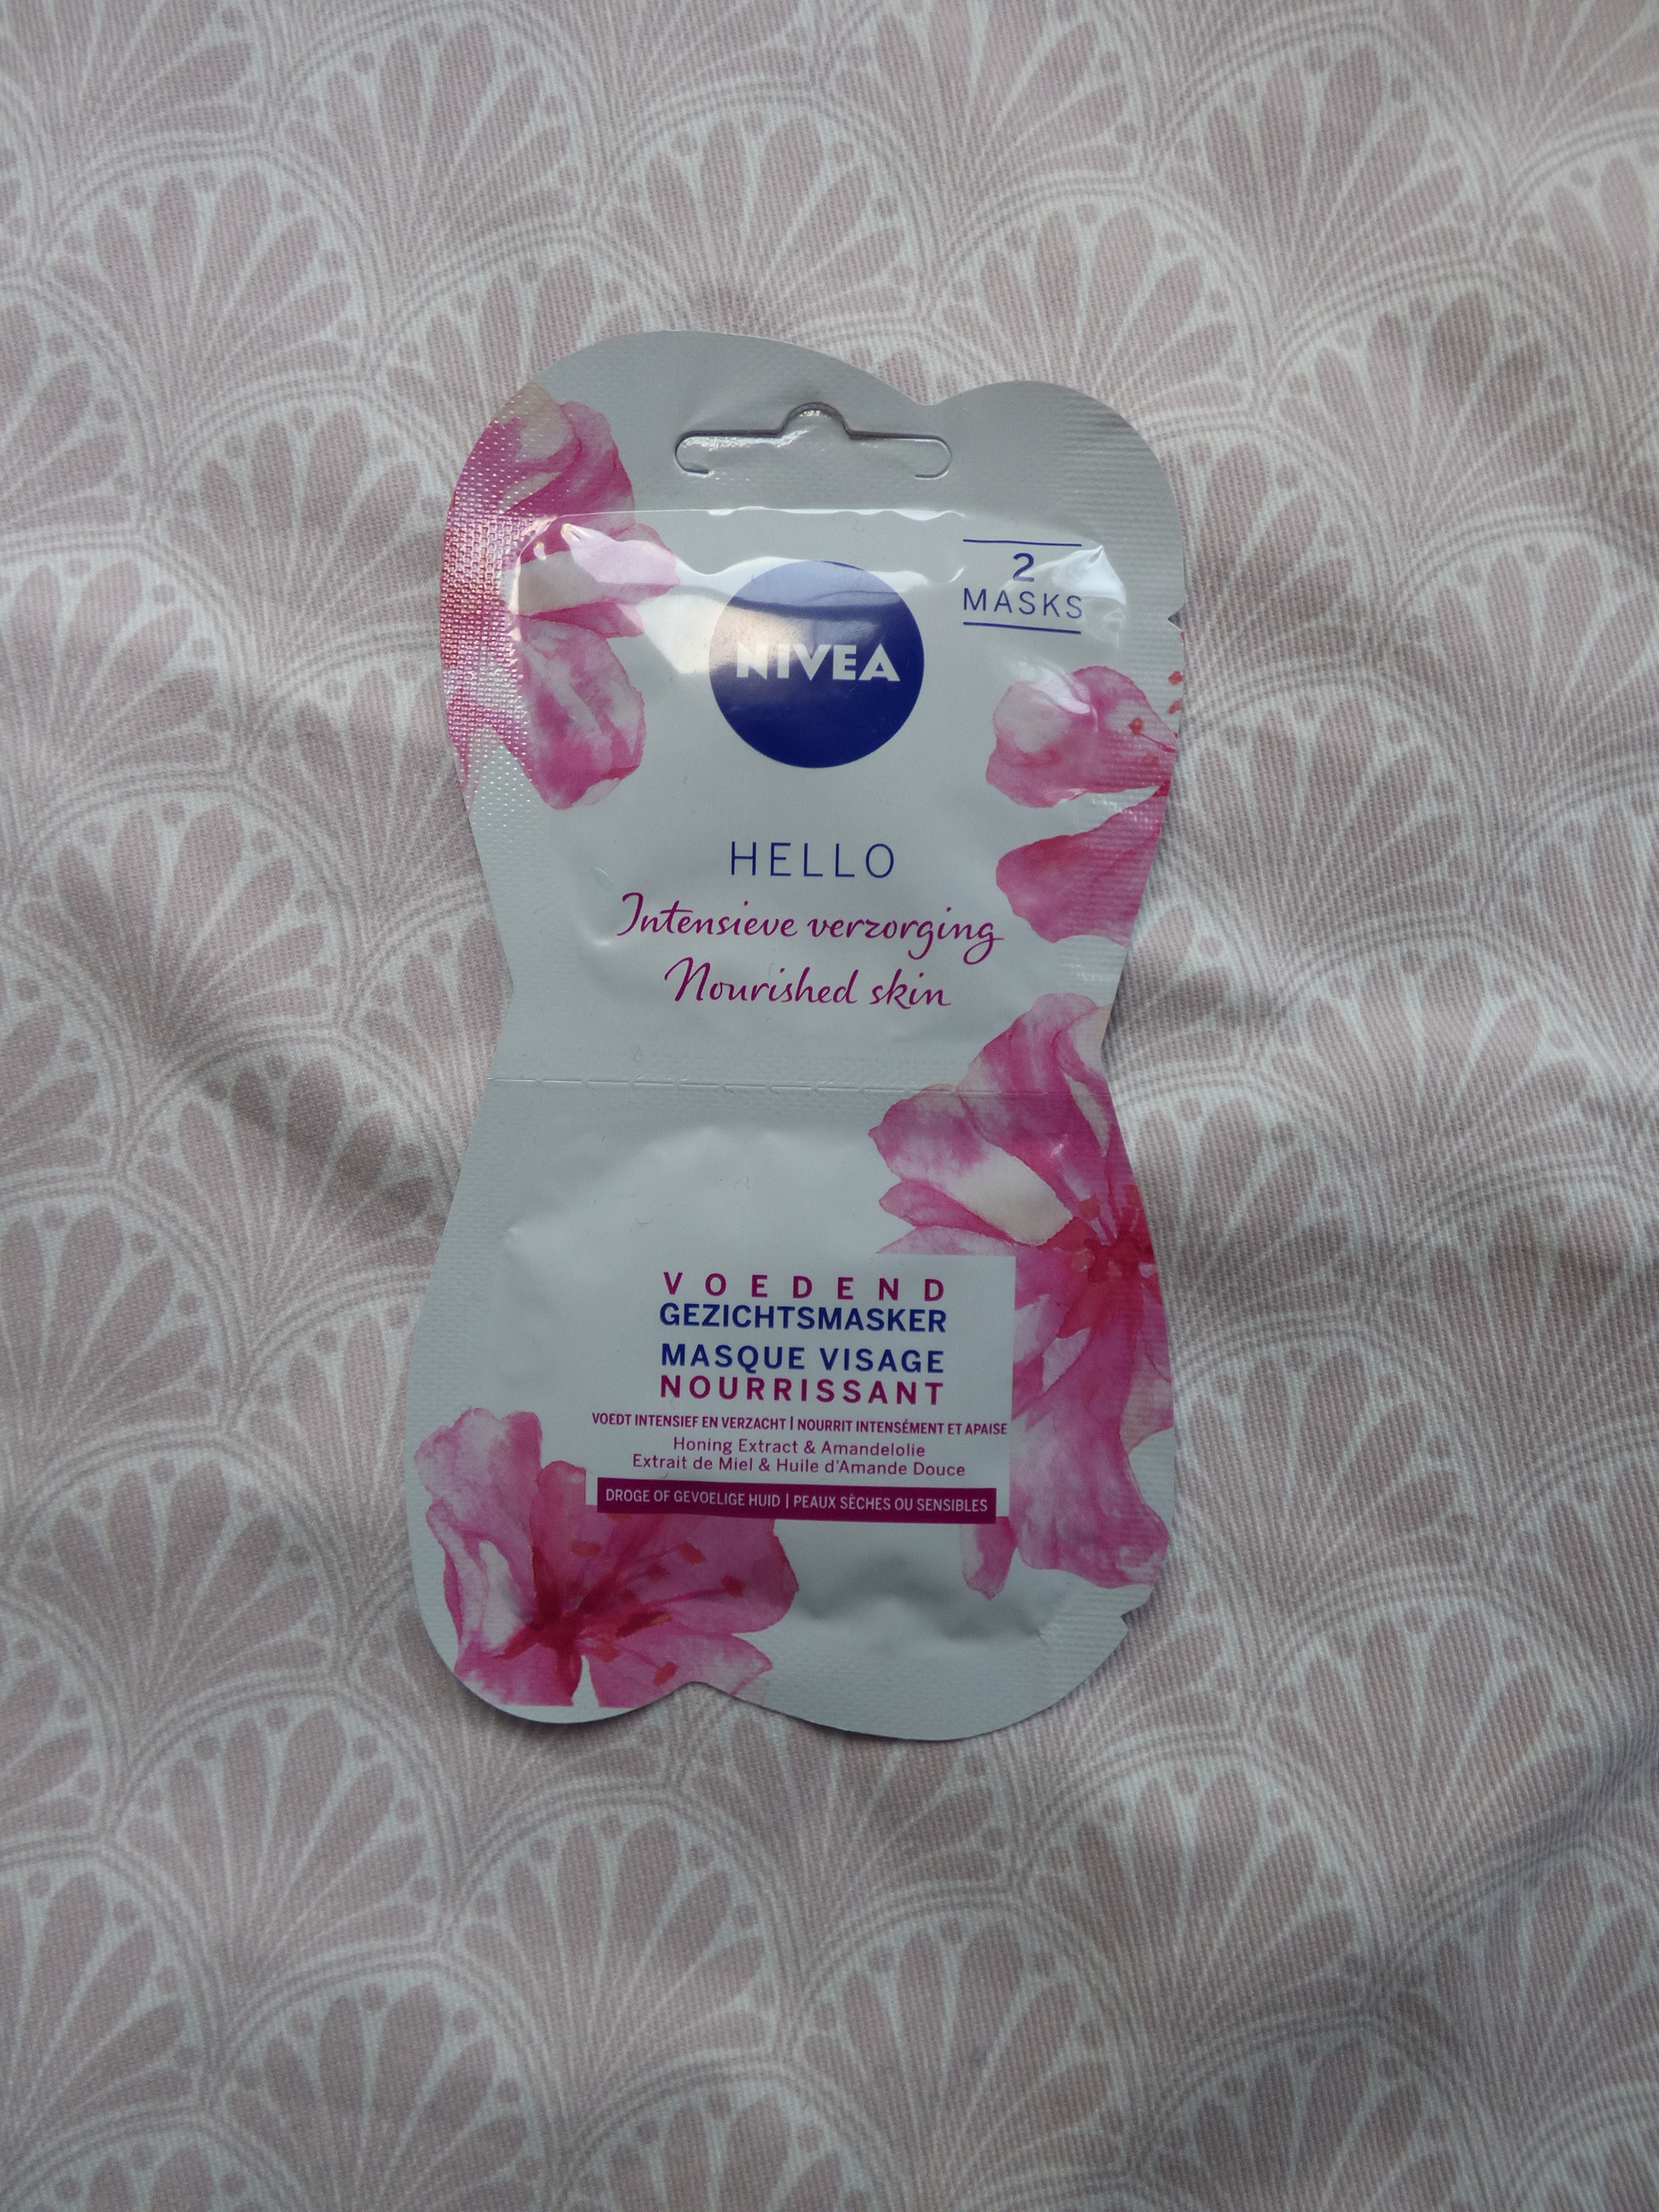 2
MASKS
NIVEA
HELLO
Intensieve verzorging
Nourished skin
VOEDEND
GEZICHTSMASKER
MASQUE VISAGE
NOURRISSANT
VOEDT INTENSIEF EN VERZACHT | NOURRIT INTENSÉMENT ET APAISE
Honing Extract & Amandelolie
Extrait de Miel & Huile d'Amande Douce
DROGE OF GEVOELIGE HUID | PEAUX SÈCHES OU SENSIBLES